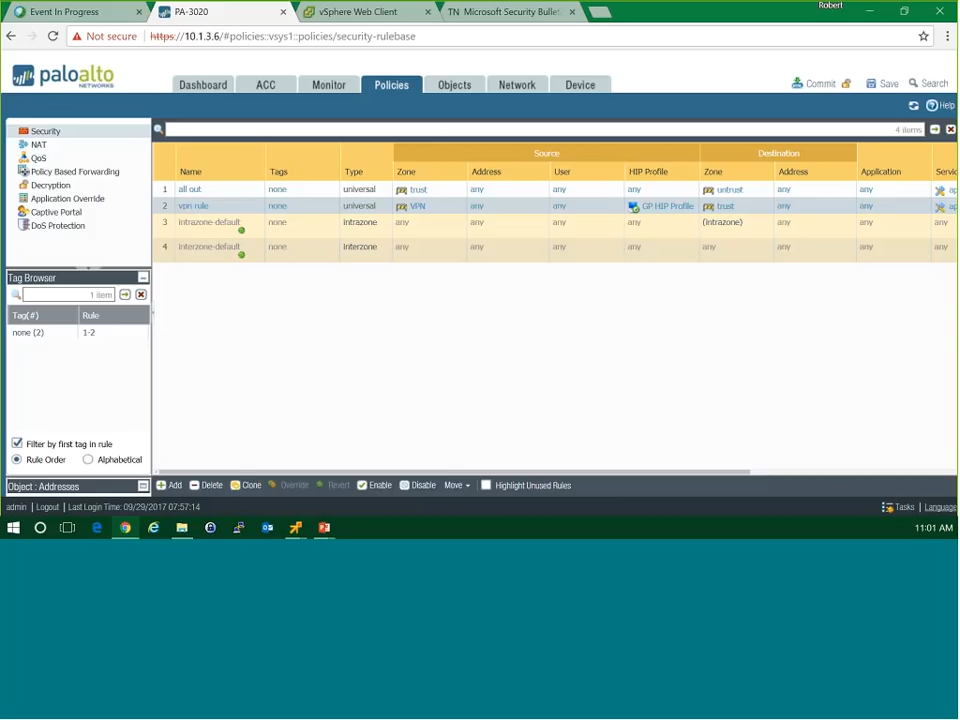 Event In Progress PA-3020 vSphere Web Client TN Microsoft Security Bullet Robert
Not secure https://10.1.3.6/#policies::vsys1::policies/security-rulebase
paloalto
NETWORKS
Dashboard ACC Monitor Policies Objects Network Device Commit Save Search
Help
Security
NAT
QoS
Policy Based Forwarding
Decryption
Application Override
Captive Portal
DoS Protection
4 items
Source Destination
Name Tags Type Zone Address User HIP Profile Zone Address Application Servic
1 all out none universal trust any any any untrust any any ap
2 vpn rule none universal VPN any any GP HIP Profile trust any any ap
3 intrazone-default none intrazone any any any any (intrazone) any any any
4 interzone-default none interzone any any any any any any any any
Tag Browser
1 item
Tag(#) Rule
none (2) 1-2
Filter by first tag in rule
Rule Order Alphabetical
Object : Addresses
Add Delete Clone Override Revert Enable Disable Move Highlight Unused Rules
admin | Logout | Last Login Time: 09/29/2017 07:57:14 Tasks | Language
11:01 AM